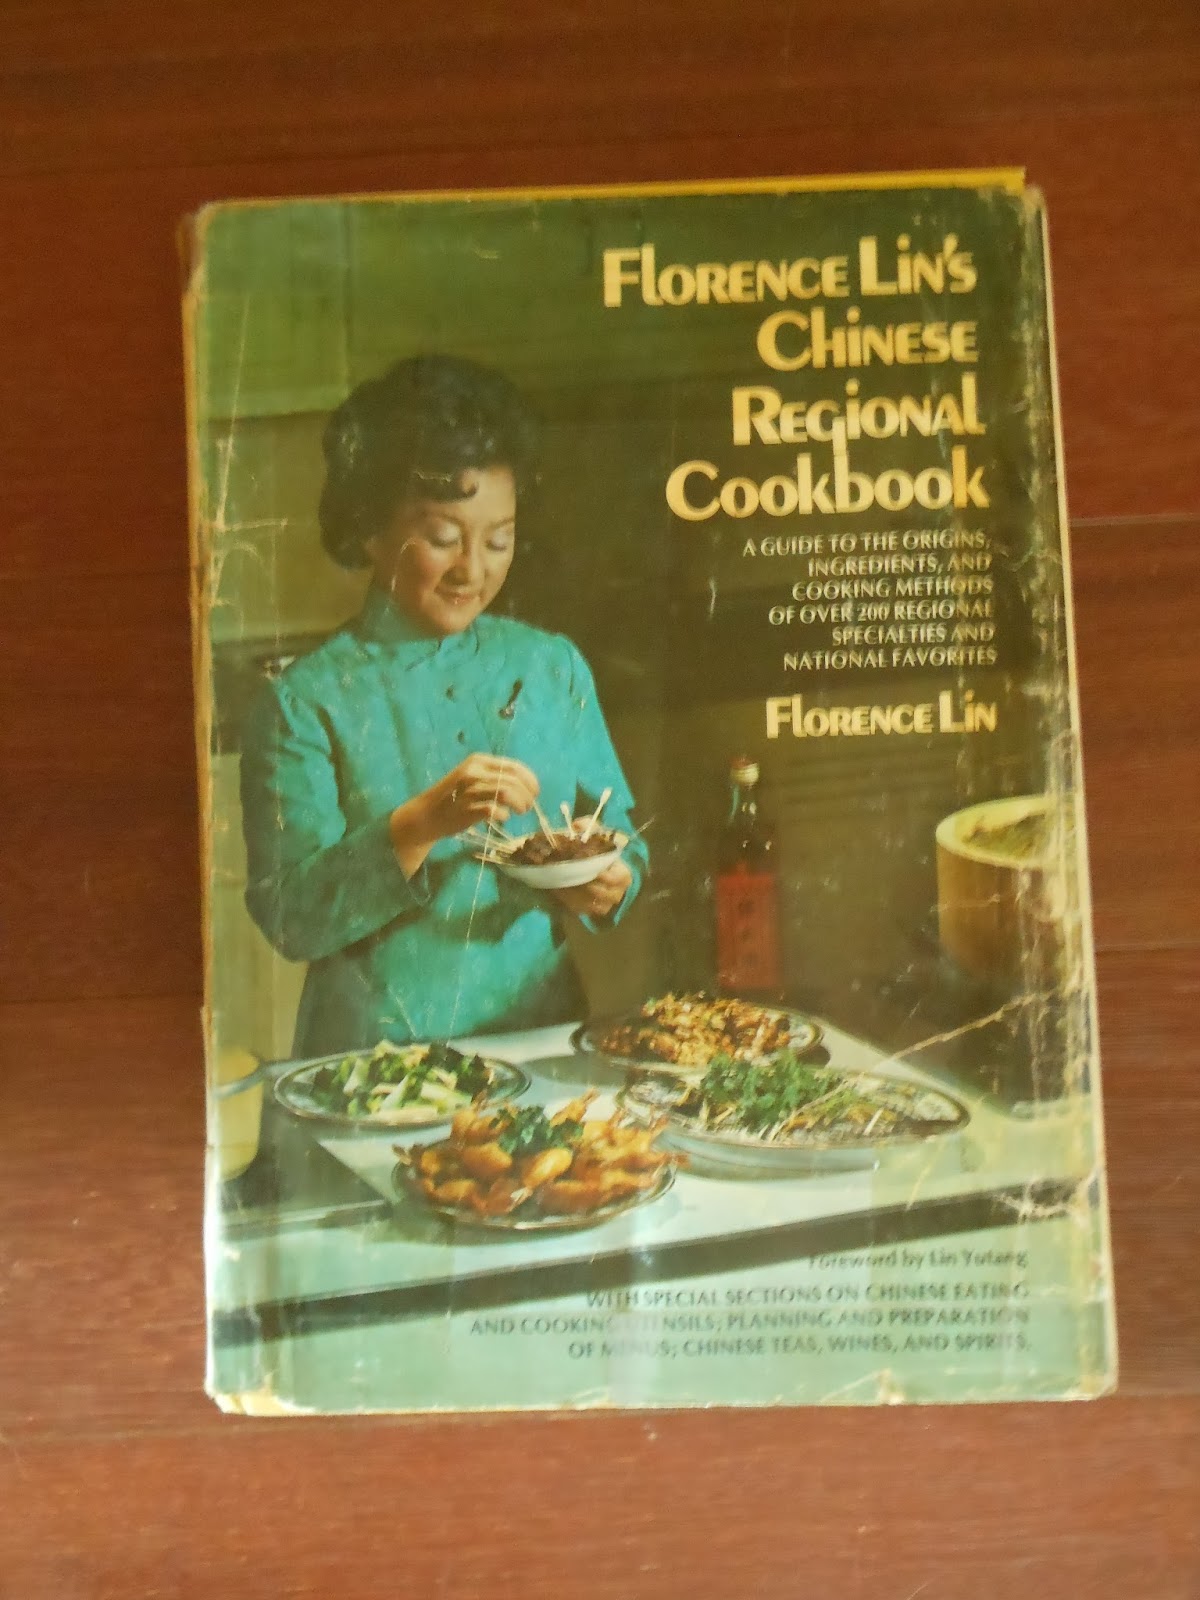 Florence Lin's
Chinese
Regional
Cookbook
A GUIDE TO THE ORIGINS,
INGREDIENTS, AND
COOKING METHODS
OF OVER 200 REGIONAL
SPECIALTIES AND
NATIONAL FAVORITES
Florence Lin
Foreword by Lin Yutang
WITH SPECIAL SECTIONS ON CHINESE EATING
AND COOKING UTENSILS; PLANNING AND PREPARATION
OF MENUS; CHINESE TEAS, WINES, AND SPIRITS.